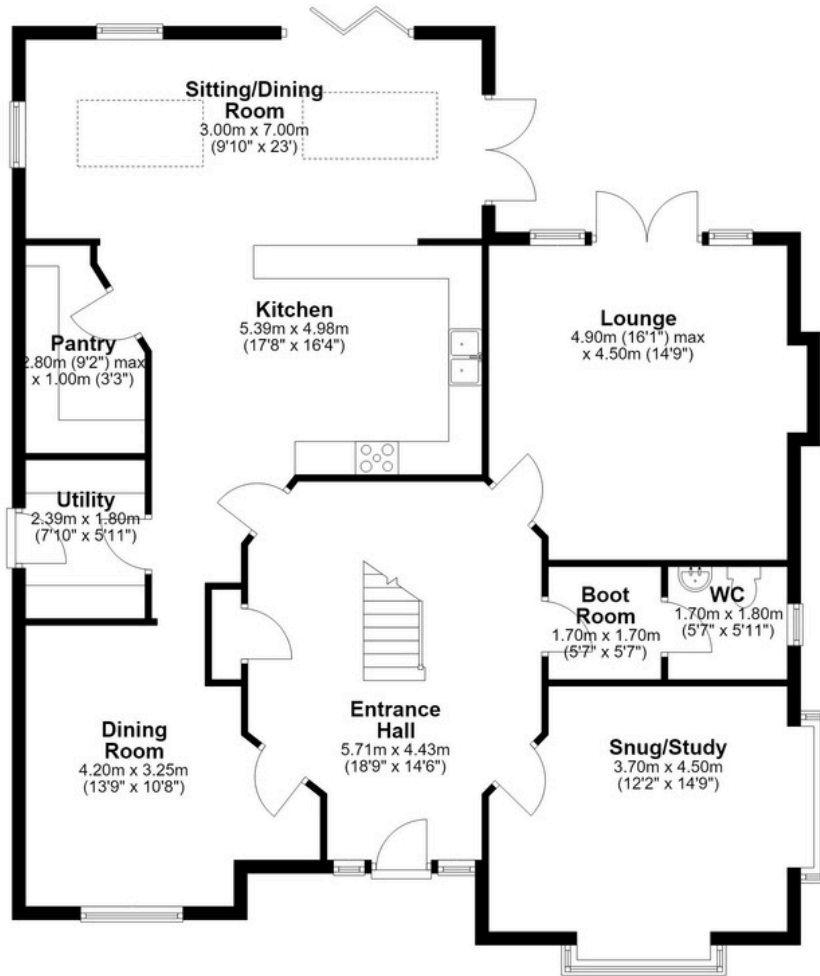 Sitting/Dining
Room
3.00m x 7.00m
(9'10" x 23')
Kitchen
5.39m x 4.98m
(17'8" x 16'4")
Lounge
4.90m (16'1") max
x 4.50m (14'9")
Pantry
2.80m (9'2") max
x 1.00m (3'3")
Utility
2.39m x 1.80m
(7'10" x 5'11")
Boot
Room
1.70m x 1.70m
(5'7" x 5'7")
WC
1.70m x 1.80m
(5'7" x 5'11")
Entrance
Hall
5.71m x 4.43m
(18'9" x 14'6")
Dining
Room
4.20m x 3.25m
(13'9" x 10'8")
Snug/Study
3.70m x 4.50m
(12'2" x 14'9")